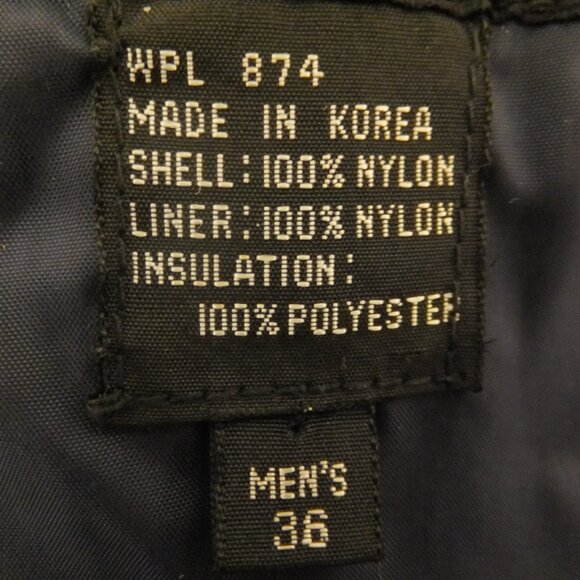 WPL 874
MADE IN KOREA
SHELL: 100% NYLON
LINER: 100% NYLON
INSULATION:
100% POLYESTER
MEN'S
36